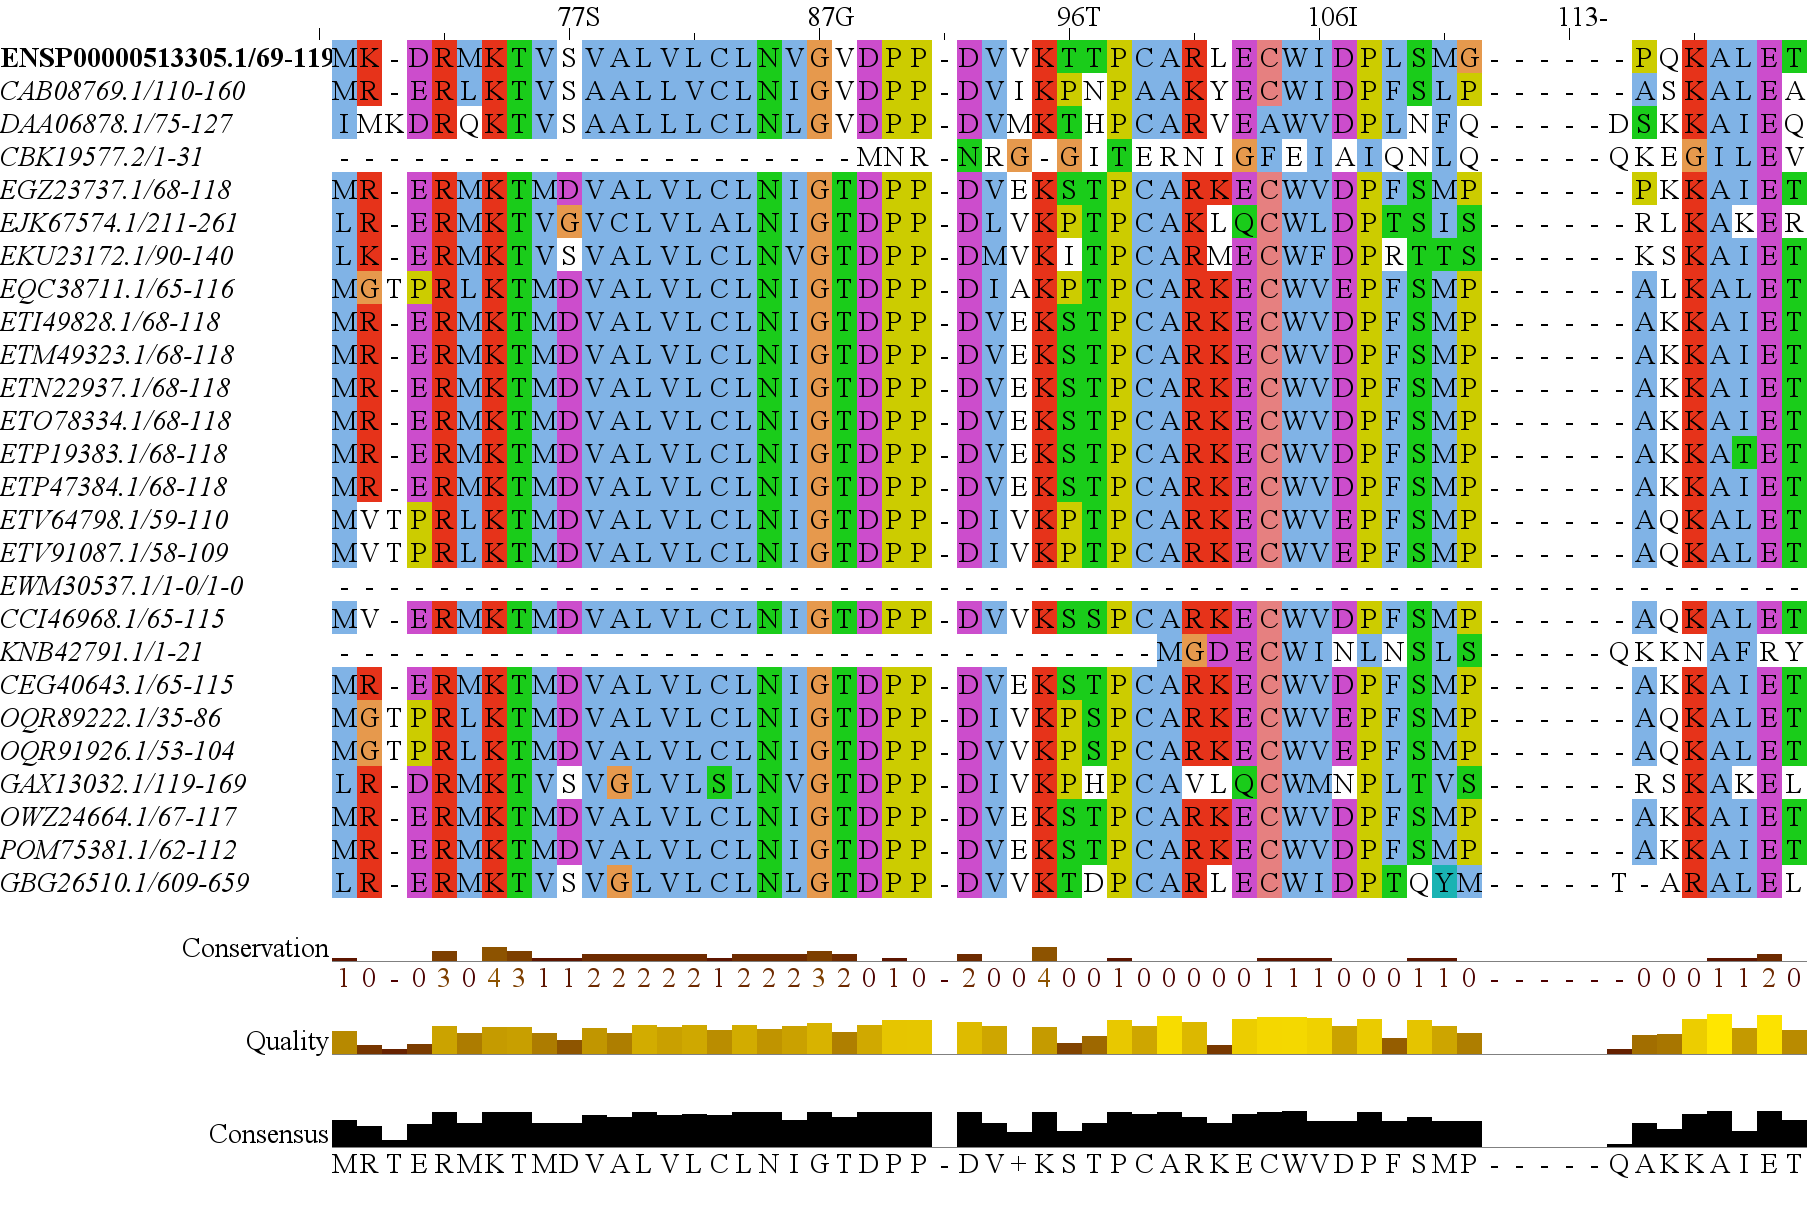 77S 87G 96T 106I 113-
ENSP00000513305.1/69-119 MK-DRMKTVSVALVLCLNVGVDPP-DVVKTTPCARLECWIDPLSMG------PQKALET
CAB08769.1/110-160 MR-ERLKTVSAALLVCLNIGVDPP-DVIKPNPAAKYECWIDPFSLP------ASKALEA
DAA06878.1/75-127 IMKDRQKTVSAALLLCLNLGVDPP-DVMKTHPCARVEAWVDPLNFQ-----DSKKAIEQ
CBK19577.2/1-31 ---------------------MNR-NRG-GITERNIGFEIAIQNLQ-----QKEGILEV
EGZ23737.1/68-118 MR-ERMKTMDVALVLCLNIGTDPP-DVEKSTPCARKECWVDPFSMP------PKKAIET
EJK67574.1/211-261 LR-ERMKTVGVCLVLALNIGTDPP-DLVKPTPCAKLQCWLDPTSIS------RLKAKER
EKU23172.1/90-140 LK-ERMKTVSVALVLCLNVGTDPP-DMVKITPCARMECWFDPRTTS------KSKAIET
EQC38711.1/65-116 MGTPRLKTMDVALVLCLNIGTDPP-DIAKPTPCARKECWVEPFSMP------ALKALET
ETI49828.1/68-118 MR-ERMKTMDVALVLCLNIGTDPP-DVEKSTPCARKECWVDPFSMP------AKKAIET
ETM49323.1/68-118 MR-ERMKTMDVALVLCLNIGTDPP-DVEKSTPCARKECWVDPFSMP------AKKAIET
ETN22937.1/68-118 MR-ERMKTMDVALVLCLNIGTDPP-DVEKSTPCARKECWVDPFSMP------AKKAIET
ETO78334.1/68-118 MR-ERMKTMDVALVLCLNIGTDPP-DVEKSTPCARKECWVDPFSMP------AKKAIET
ETP19383.1/68-118 MR-ERMKTMDVALVLCLNIGTDPP-DVEKSTPCARKECWVDPFSMP------AKKATET
ETP47384.1/68-118 MR-ERMKTMDVALVLCLNIGTDPP-DVEKSTPCARKECWVDPFSMP------AKKAIET
ETV64798.1/59-110 MVTPRLKTMDVALVLCLNIGTDPP-DIVKPTPCARKECWVEPFSMP------AQKALET
ETV91087.1/58-109 MVTPRLKTMDVALVLCLNIGTDPP-DIVKPTPCARKECWVEPFSMP------AQKALET
EWM30537.1/1-0/1-0 -----------------------------------------------------------
CCI46968.1/65-115 MV-ERMKTMDVALVLCLNIGTDPP-DVVKSSPCARKECWVDPFSMP------AQKALET
KNB42791.1/1-21 ---------------------------------MGDECWINLNSLS-----QKKNAFRY
CEG40643.1/65-115 MR-ERMKTMDVALVLCLNIGTDPP-DVEKSTPCARKECWVDPFSMP------AKKAIET
OQR89222.1/35-86 MGTPRLKTMDVALVLCLNIGTDPP-DIVKPSPCARKECWVEPFSMP------AQKALET
OQR91926.1/53-104 MGTPRLKTMDVALVLCLNIGTDPP-DVVKPSPCARKECWVEPFSMP------AQKALET
GAX13032.1/119-169 LR-DRMKTVSVGLVLSLNVGTDPP-DIVKPHPCAVLQCWMNPLTVS------RSKAKEL
OWZ24664.1/67-117 MR-ERMKTMDVALVLCLNIGTDPP-DVEKSTPCARKECWVDPFSMP------AKKAIET
POM75381.1/62-112 MR-ERMKTMDVALVLCLNIGTDPP-DVEKSTPCARKECWVDPFSMP------AKKAIET
GBG26510.1/609-659 LR-ERMKTVSVGLVLCLNLGTDPP-DVVKTDPCARLECWIDPTQYM-----T-ARALEL
Conservation
10-030431122222122232010-200400100000111000110------0001120
Quality
Consensus
MRTERMKTMDVALVLCLNIGTDPP-DV+KSTPCARKECWVDPFSMP-----QAKKAIET